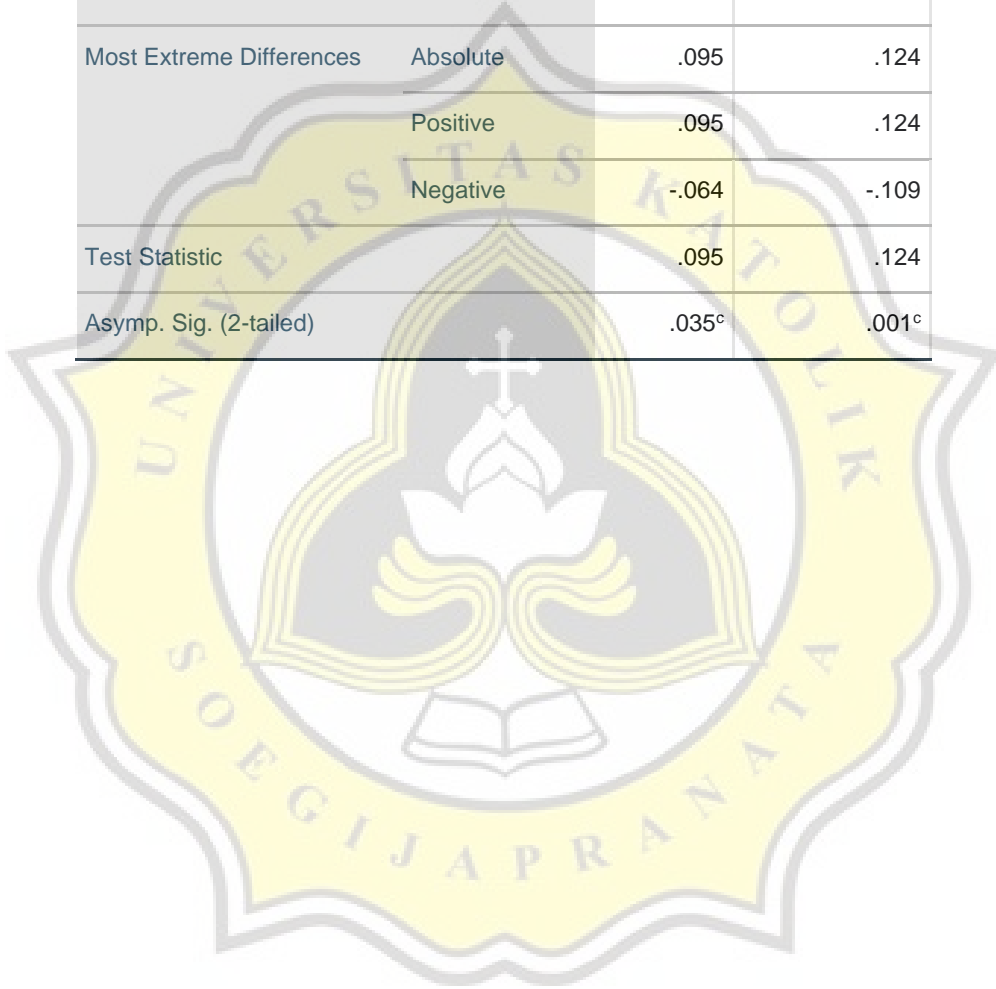 Most Extreme Differences Absolute .095 .124
Positive .095 .124
Negative -.064 -.109
Test Statistic .095 .124
Asymp. Sig. (2-tailed) .035c .001c
UNIVERSITAS KATOLIK
SOEGIJAPRANATA